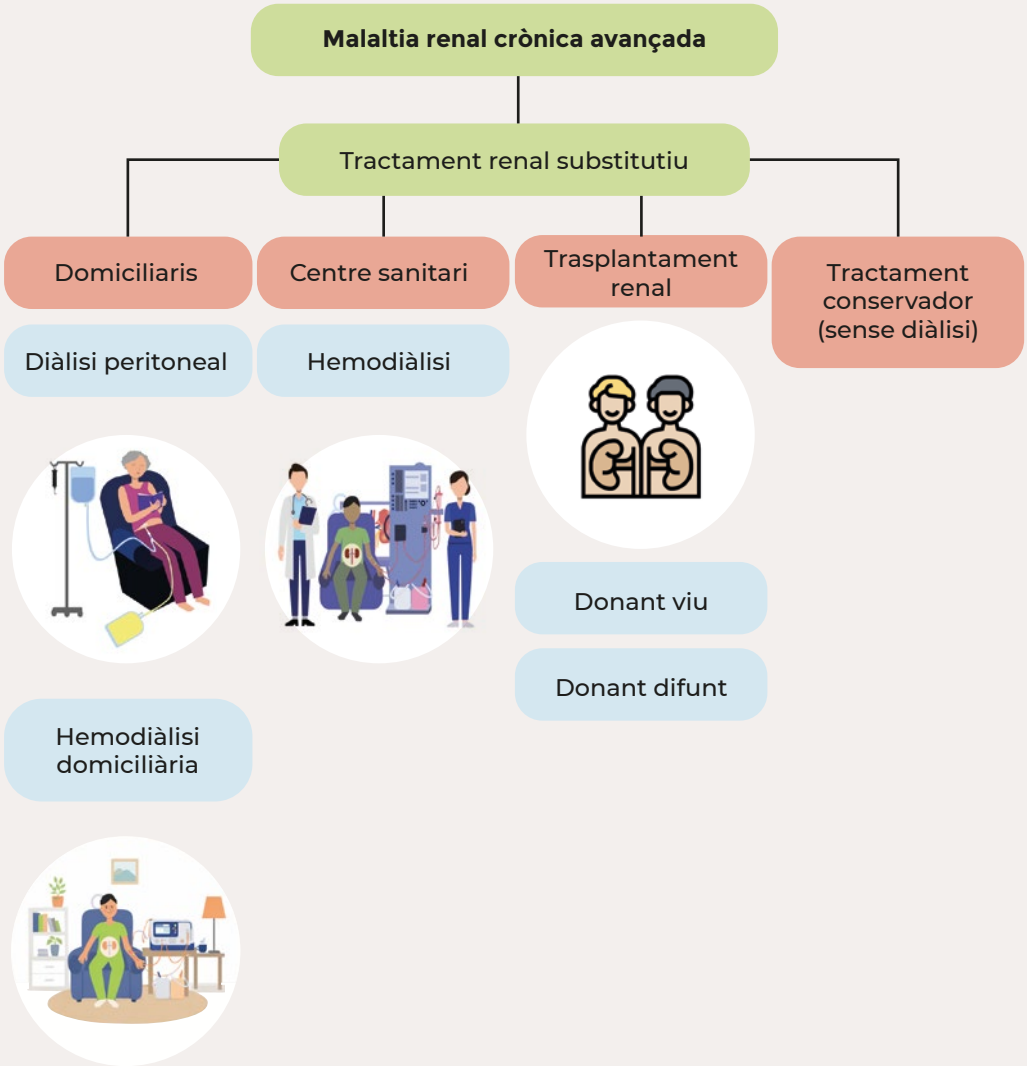 Malaltia renal crònica avançada
Tractament renal substitutiu
Domiciliaris
Diàlisi peritoneal
Hemodiàlisi
domiciliària
Centre sanitari
Hemodiàlisi
Trasplantament
renal
Donant viu
Donant difunt
Tractament
conservador
(sense diàlisi)